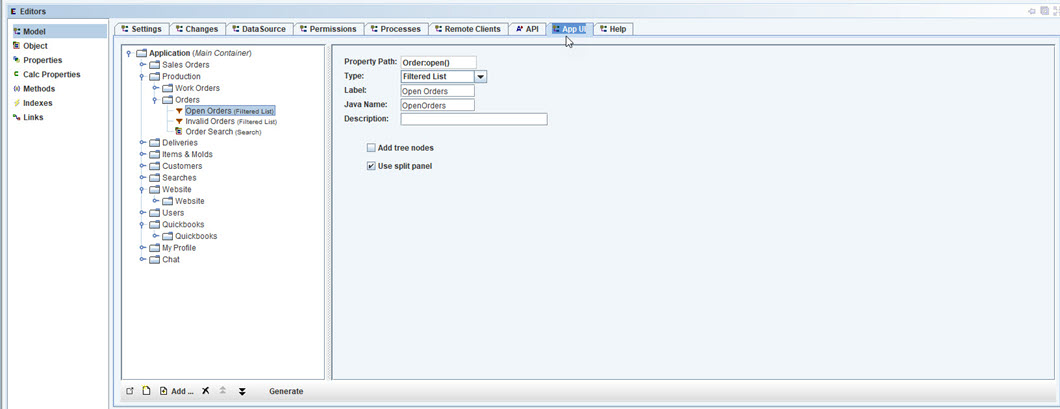 Editors
Model
Object
Properties
Calc Properties
Methods
Indexes
Links
Settings Changes DataSource Permissions Processes Remote Clients API App UI Help
Application (Main Container)
Sales Orders
Production
Work Orders
Orders
Open Orders (Filtered List)
Invalid Orders (Filtered List)
Order Search (Search)
Deliveries
Items & Molds
Customers
Searches
Website
Website
Users
Quickbooks
Quickbooks
My Profile
Chat
Property Path: Order:open()
Type: Filtered List
Label: Open Orders
Java Name: OpenOrders
Description:
Add tree nodes
Use split panel
Add ... Generate